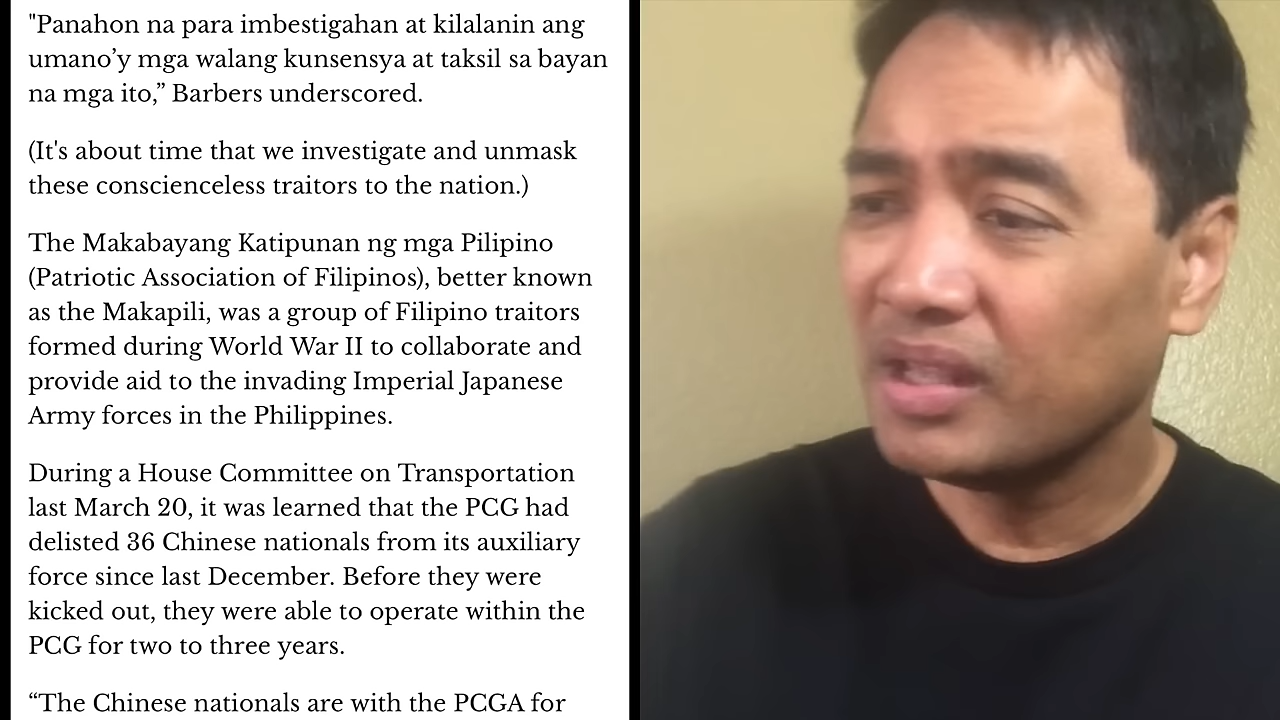 "Panahon na para imbestigahan at kilalanin ang
umano’y mga walang kunsensya at taksil sa bayan
na mga ito,” Barbers underscored.
(It's about time that we investigate and unmask
these conscienceless traitors to the nation.)
The Makabayang Katipunan ng mga Pilipino
(Patriotic Association of Filipinos), better known
as the Makapili, was a group of Filipino traitors
formed during World War II to collaborate and
provide aid to the invading Imperial Japanese
Army forces in the Philippines.
During a House Committee on Transportation
last March 20, it was learned that the PCG had
delisted 36 Chinese nationals from its auxiliary
force since last December. Before they were
kicked out, they were able to operate within the
PCG for two to three years.
“The Chinese nationals are with the PCGA for